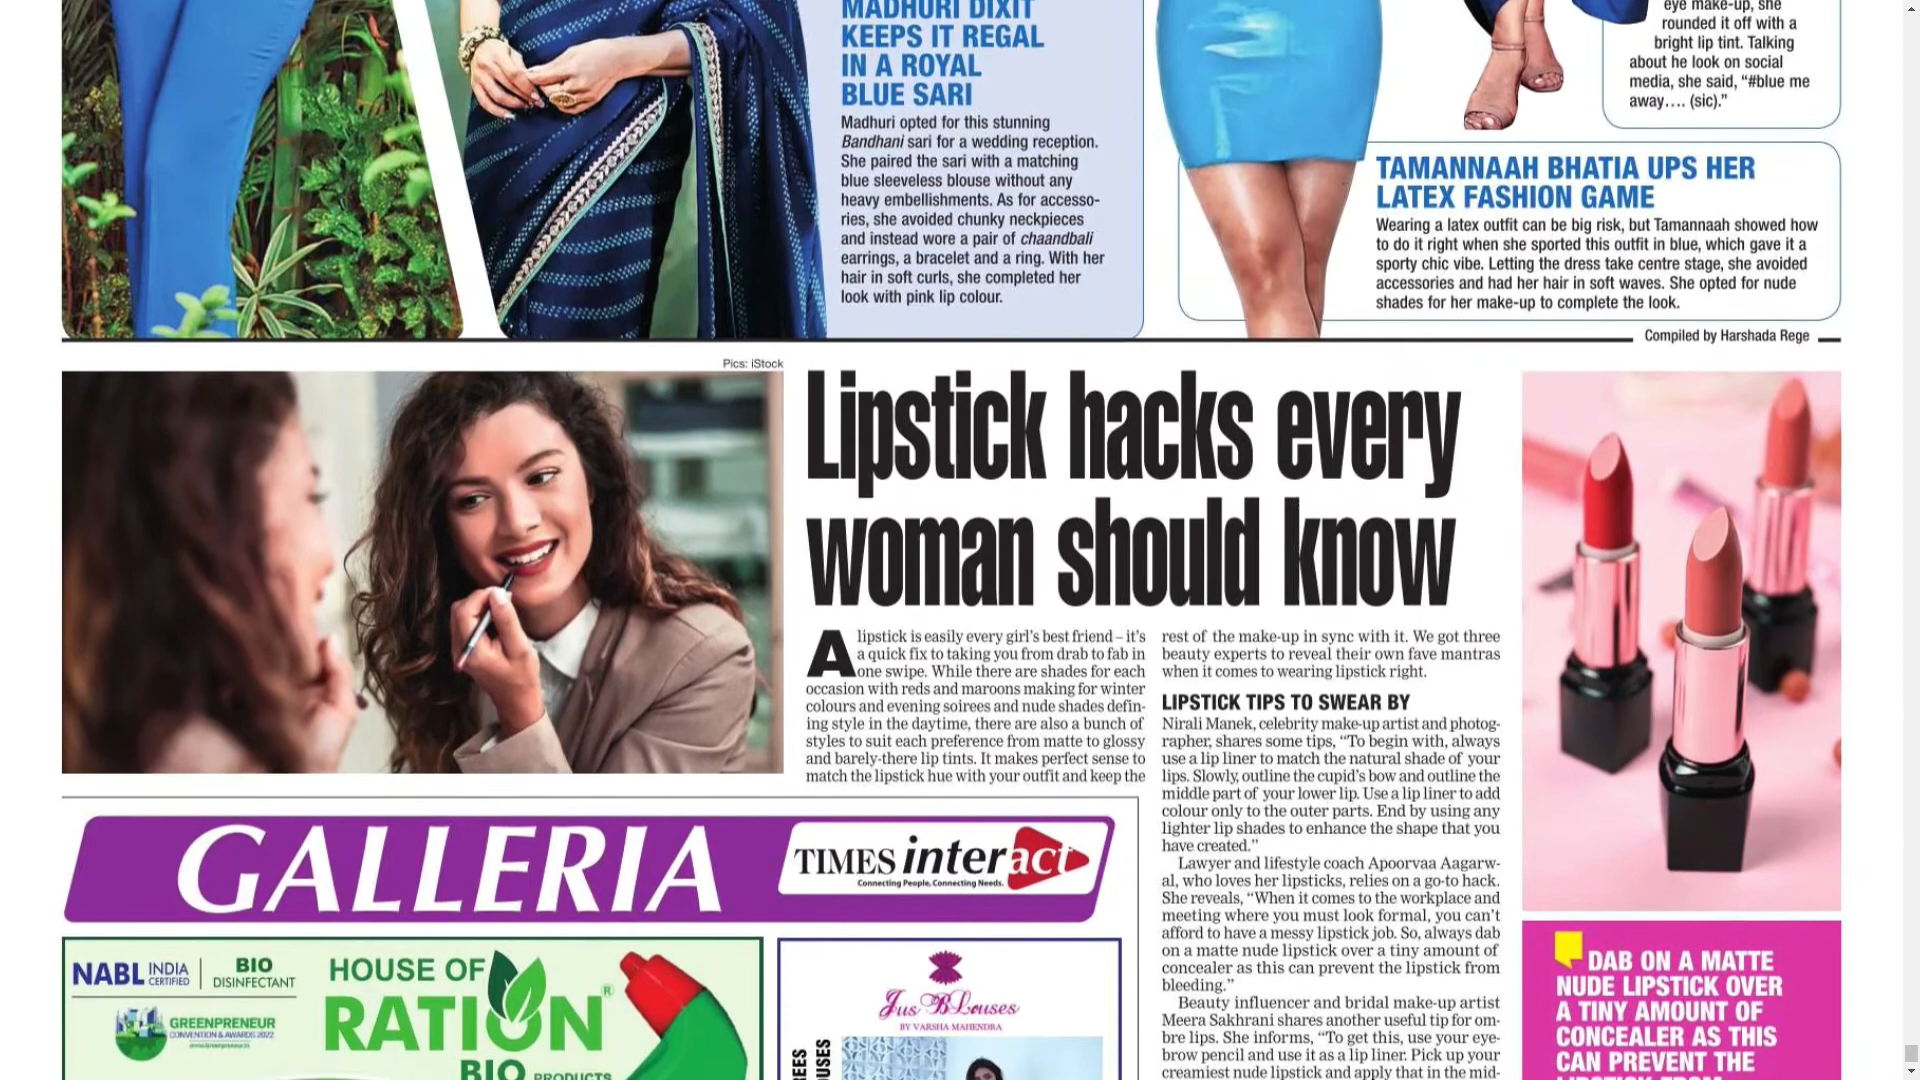 MADHURI DIXIT
KEEPS IT REGAL
IN A ROYAL
BLUE SARI
Madhuri opted for this stunning
Bandhani sari for a wedding reception.
She paired the sari with a matching
blue sleeveless blouse without any
heavy embellishments. As for accesso-
ries, she avoided chunky neckpieces
and instead wore a pair of chaandbali
earrings, a bracelet and a ring. With her
hair in soft curls, she completed her
look with pink lip colour.
eye make-up, she
rounded it off with a
bright lip tint. Talking
about he look on social
media, she said, “#blue me
away…. (sic).”
TAMANNAAH BHATIA UPS HER
LATEX FASHION GAME
Wearing a latex outfit can be big risk, but Tamannaah showed how
to do it right when she sported this outfit in blue, which gave it a
sporty chic vibe. Letting the dress take centre stage, she avoided
accessories and had her hair in soft waves. She opted for nude
shades for her make-up to complete the look.
Compiled by Harshada Rege
Pics: iStock
Lipstick hacks every
woman should know
A lipstick is easily every girl’s best friend – it’s
a quick fix to taking you from drab to fab in
one swipe. While there are shades for each
occasion with reds and maroons making for winter
colours and evening soirees and nude shades defin-
ing style in the daytime, there are also a bunch of
styles to suit each preference from matte to glossy
and barely-there lip tints. It makes perfect sense to
match the lipstick hue with your outfit and keep the
rest of the make-up in sync with it. We got three
beauty experts to reveal their own fave mantras
when it comes to wearing lipstick right.
LIPSTICK TIPS TO SWEAR BY
Nirali Manek, celebrity make-up artist and photog-
rapher, shares some tips, “To begin with, always
use a lip liner to match the natural shade of your
lips. Slowly, outline the cupid’s bow and outline the
middle part of your lower lip. Use a lip liner to add
colour only to the outer parts. End by using any
lighter lip shades to enhance the shape that you
have created.”
Lawyer and lifestyle coach Apoorvaa Aagarw-
al, who loves her lipsticks, relies on a go-to hack.
She reveals, “When it comes to the workplace and
meeting where you must look formal, you can’t
afford to have a messy lipstick job. So, always dab
on a matte nude lipstick over a tiny amount of
concealer as this can prevent the lipstick from
bleeding.”
Beauty influencer and bridal make-up artist
Meera Sakhrani shares another useful tip for om-
bre lips. She informs, “To get this, use your eye-
brow pencil and use it as a lip liner. Pick up your
creamiest nude lipstick and apply that in the mid-
DAB ON A MATTE
NUDE LIPSTICK OVER
A TINY AMOUNT OF
CONCEALER AS THIS
CAN PREVENT THE
LIPSTICK FROM
GALLERIA
TIMES interact
Connecting People, Connecting Needs.
NABL INDIA CERTIFIED
BIO
DISINFECTANT
GREENPRENEUR
CONVENTION & AWARDS 2022
HOUSE OF
RATION®
BIO PRODUCTS
Jus BLouses
BY VARSHA MAHENDRA